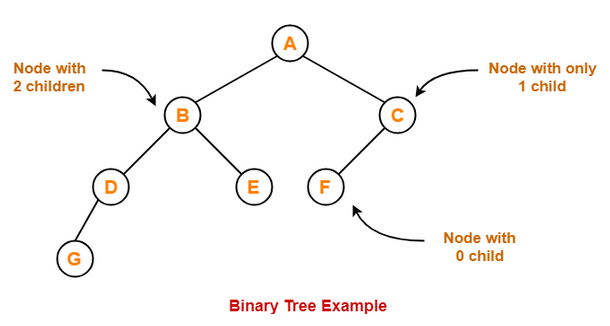 A
Node with
2 children
Node with only
1 child
B
C
D
E
F
Node with
0 child
G
Binary Tree Example